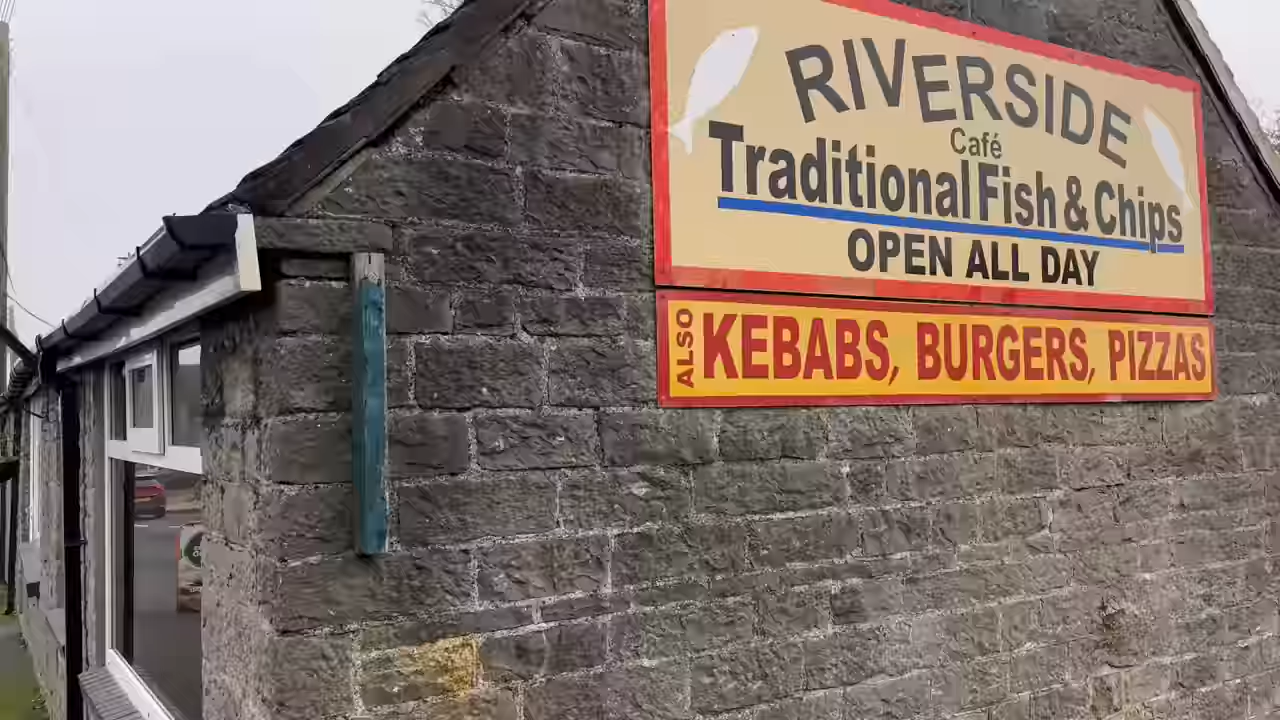 RIVERSIDE
Café
Traditional Fish & Chips
OPEN ALL DAY
ALSO KEBABS, BURGERS, PIZZAS